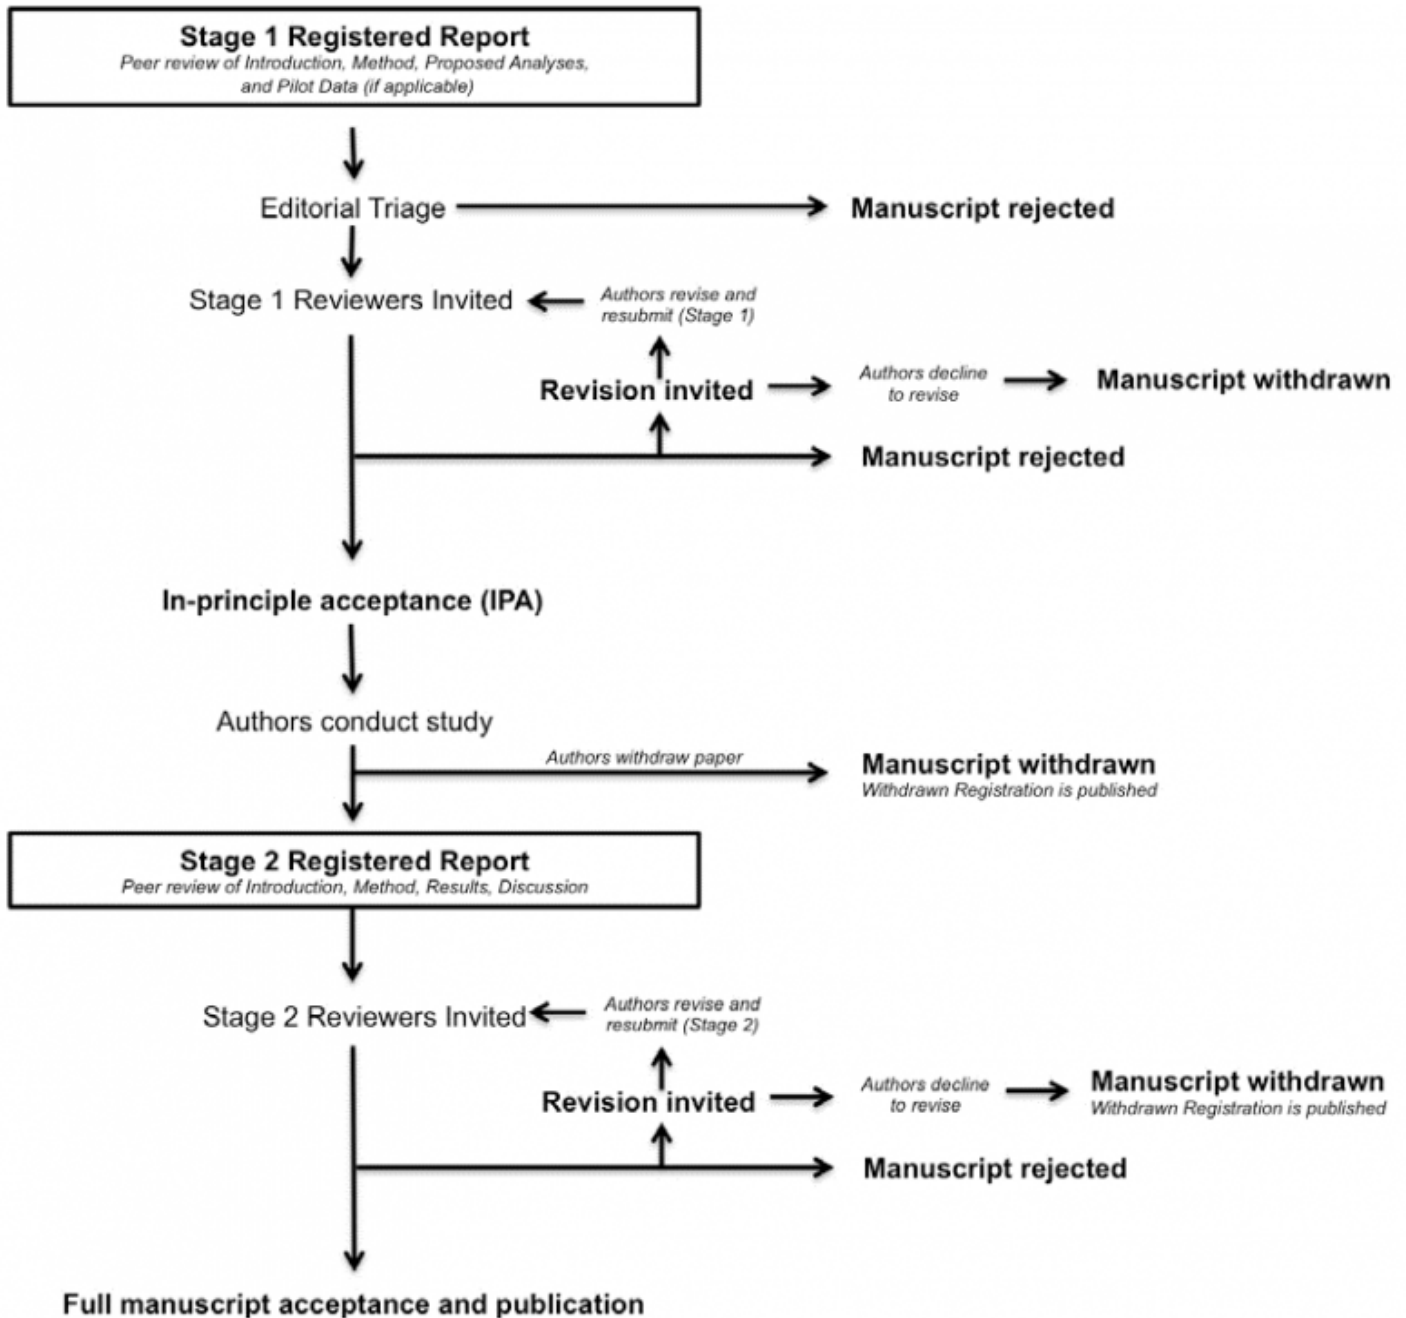 Stage 1 Registered Report
Peer review of Introduction, Method, Proposed Analyses,
and Pilot Data (if applicable)
Editorial Triage
Manuscript rejected
Stage 1 Reviewers Invited
Authors revise and
resubmit (Stage 1)
Revision invited
Authors decline
to revise
Manuscript withdrawn
Manuscript rejected
In-principle acceptance (IPA)
Authors conduct study
Authors withdraw paper
Manuscript withdrawn
Withdrawn Registration is published
Stage 2 Registered Report
Peer review of Introduction, Method, Results, Discussion
Stage 2 Reviewers Invited
Authors revise and
resubmit (Stage 2)
Revision invited
Authors decline
to revise
Manuscript withdrawn
Withdrawn Registration is published
Manuscript rejected
Full manuscript acceptance and publication